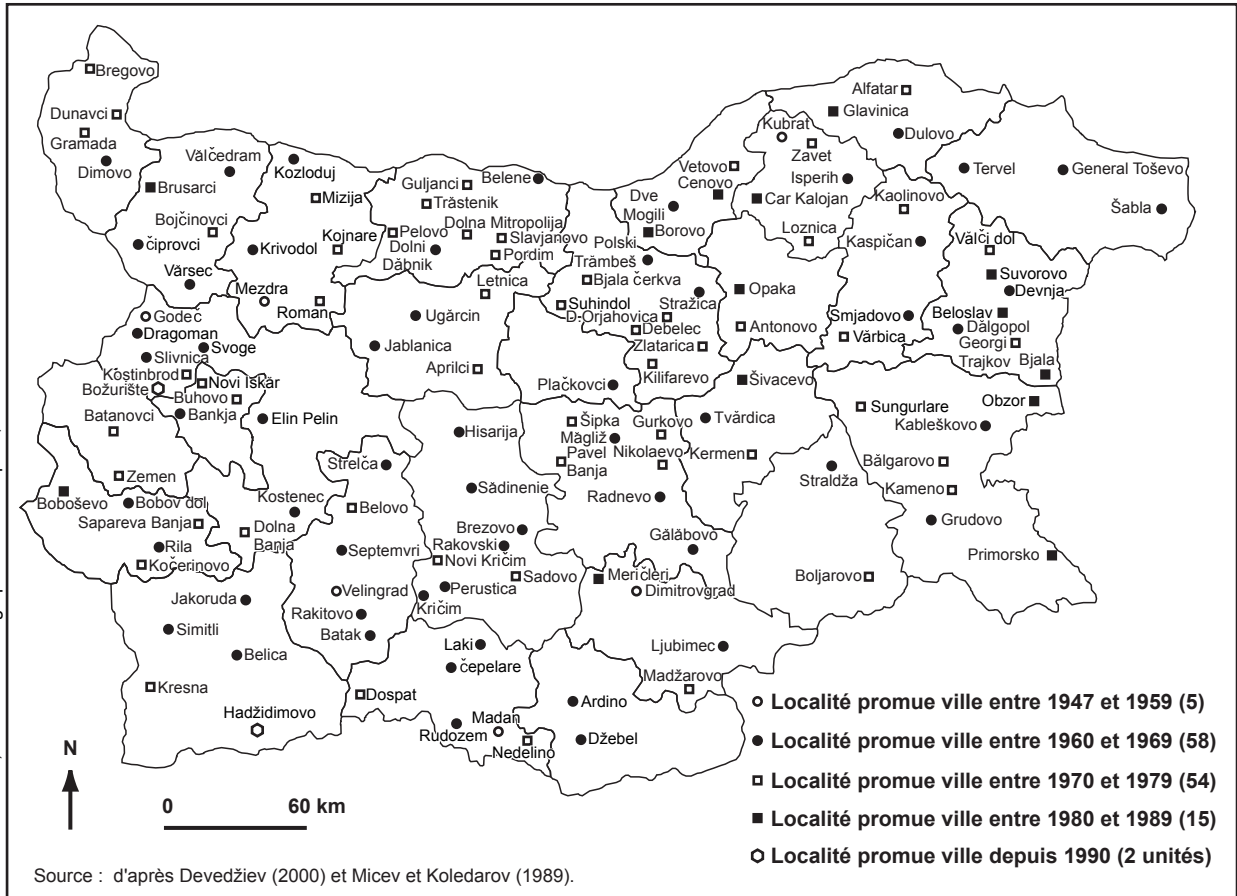 Bregovo
Dunavci
Gramada
Dimovo
Vălčedram
Brusarci
Bojčinovci
čiprovci
Vărsec
Kozloduj
Mizija
Krivodol
Kojnare
Mezdra
Roman
Guljanci
Belene
Trăstenik
Dolna Mitropolija
Pelovo
Slavjanovo
Dolni
Dăbnik
Pordim
Letnica
Ugărcin
Jablanica
Aprilci
Plačkovci
Vetovo
Cenovo
Dve
Mogili
Borovo
Polski
Trămbeš
Bjala čerkva
Suhindol
Stražica
D-Orjahovica
Debelec
Zlatarica
Kilifarevo
Alfatar
Glavinica
Dulovo
Kubrat
Zavet
Isperih
Car Kalojan
Loznica
Tervel
General Toševo
Šabla
Kaolinovo
Kaspičan
Smjadovo
Vărbica
Opaka
Antonovo
Vălči dol
Suvorovo
Devnja
Beloslav
Dălgopol
Georgi
Trajkov
Bjala
Godeč
Dragoman
Svoge
Slivnica
Kostinbrod
Novi Iskăr
Božurište
Buhovo
Bankja
Elin Pelin
Batanovci
Zemen
Boboševo
Bobov dol
Sapareva Banja
Rila
Kočerinovo
Kostenec
Dolna
Banja
Strelča
Belovo
Septemvri
Velingrad
Rakitovo
Batak
Hisarija
Sădinenie
Brezovo
Rakovski
Novi Kričim
Sadovo
Perustica
Kričim
Šipka
Măgliž
Gurkovo
Pavel
Banja
Nikolaevo
Radnevo
Gălăbovo
Šivacevo
Tvărdica
Kermen
Straldža
Boljarovo
Sungurlare
Obzor
Kableškovo
Bălgarovo
Kameno
Grudovo
Primorsko
Meričleri
Dimitrovgrad
Ljubimec
Madžarovo
Jakoruda
Simitli
Belica
Kresna
Hadžidimovo
Laki
čepelare
Dospat
Madan
Rudozem
Nedelino
Ardino
Džebel
N
0 60 km
Localité promue ville entre 1947 et 1959 (5)
Localité promue ville entre 1960 et 1969 (58)
Localité promue ville entre 1970 et 1979 (54)
Localité promue ville entre 1980 et 1989 (15)
Localité promue ville depuis 1990 (2 unités)
Source : d'après Devedžiev (2000) et Micev et Koledarov (1989).